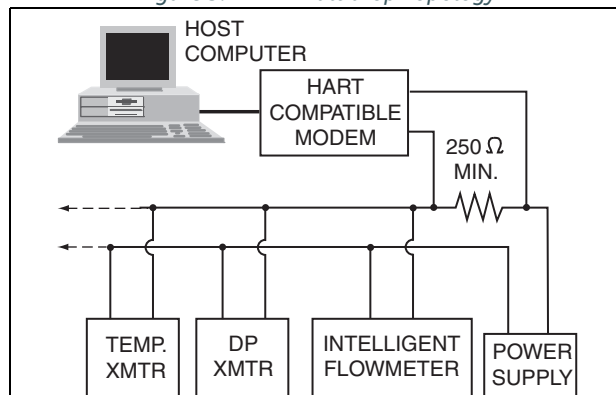 HOST
COMPUTER
HART
COMPATIBLE
MODEM
250 Ω
MIN.
TEMP.
XMTR
DP
XMTR
INTELLIGENT
FLOWMETER
POWER
SUPPLY